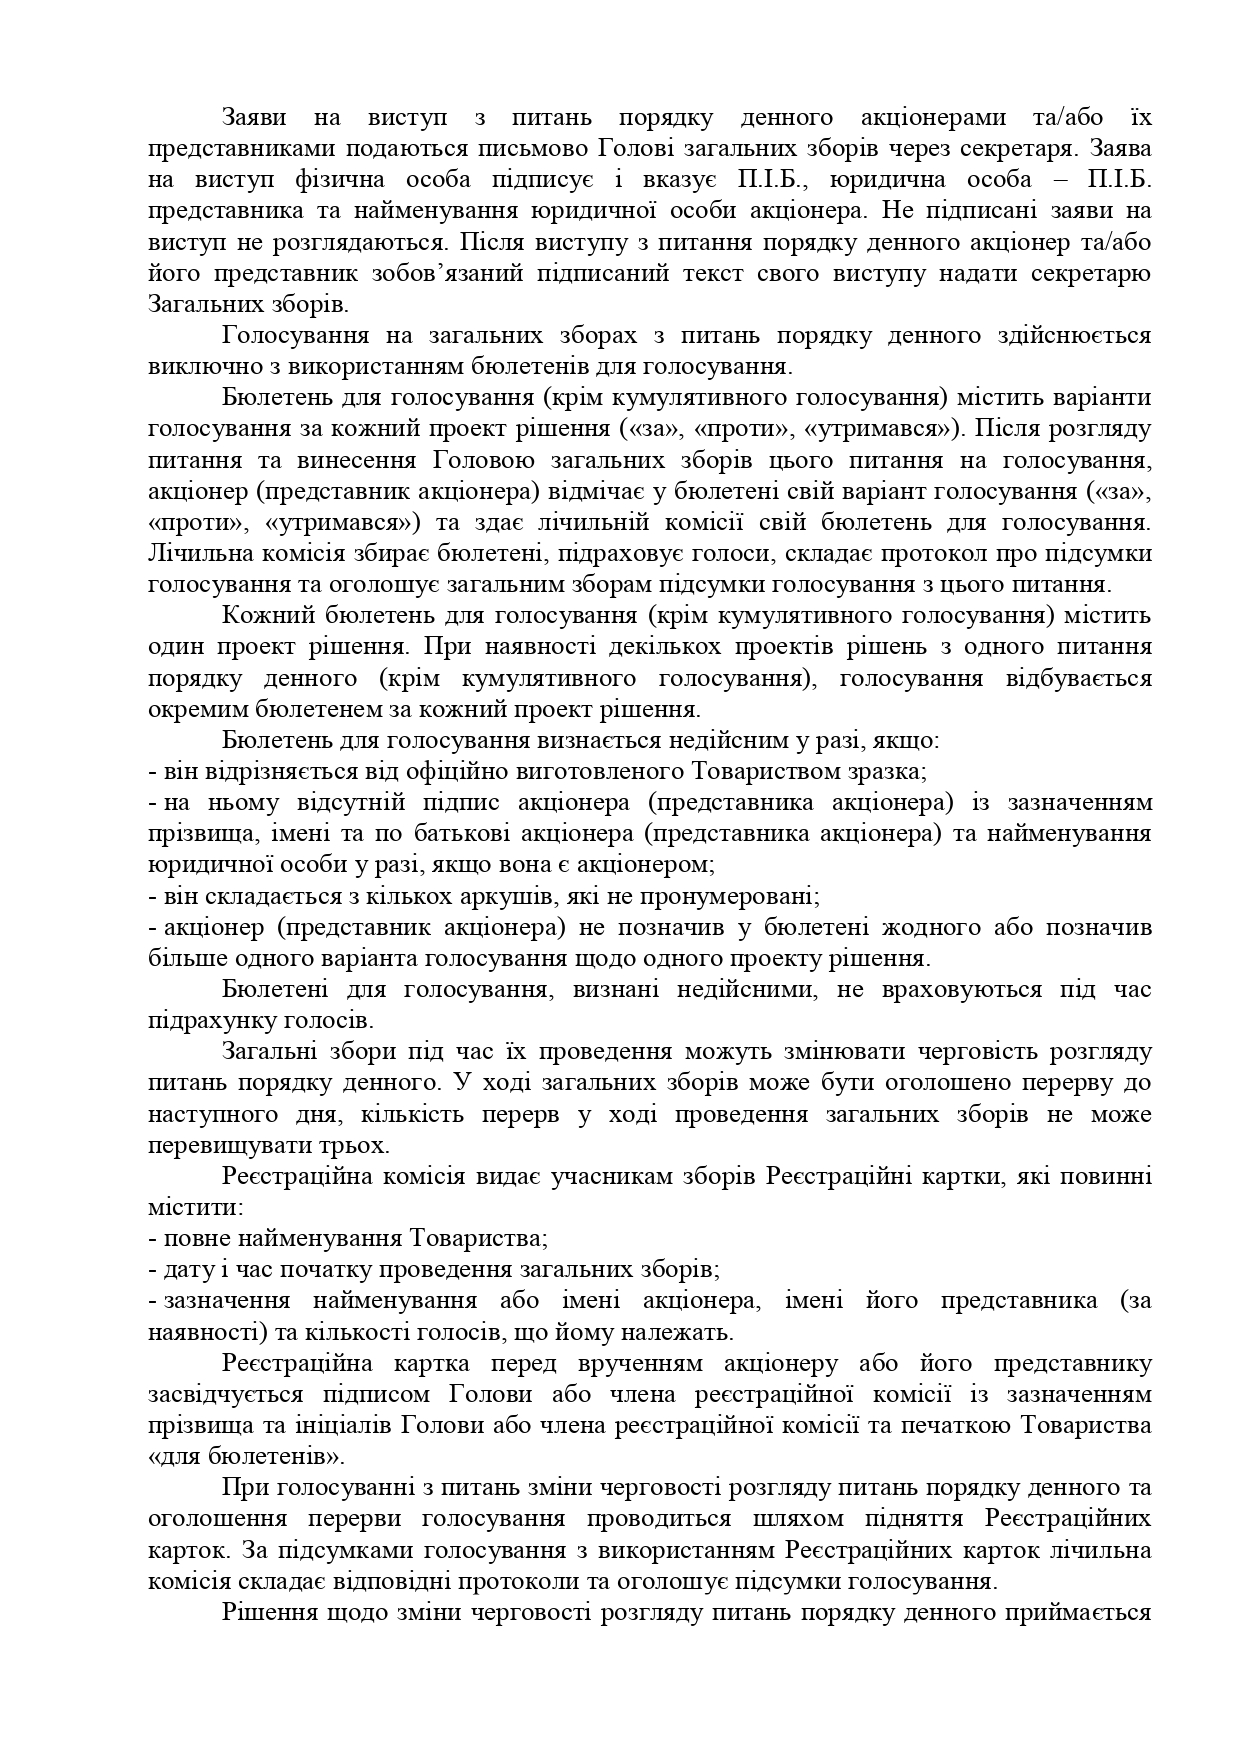 Заяви на виступ з питань порядку денного акціонерами та/або їх
представниками подаються письмово Голові загальних зборів через секретаря. Заява
на виступ фізична особа підписує і вказує П.І.Б., юридична особа – П.І.Б.
представника та найменування юридичної особи акціонера. Не підписані заяви на
виступ не розглядаються. Після виступу з питання порядку денного акціонер та/або
його представник зобов’язаний підписаний текст свого виступу надати секретарю
Загальних зборів.
Голосування на загальних зборах з питань порядку денного здійснюється
виключно з використанням бюлетенів для голосування.
Бюлетень для голосування (крім кумулятивного голосування) містить варіанти
голосування за кожний проект рішення («за», «проти», «утримався»). Після розгляду
питання та винесення Головою загальних зборів цього питання на голосування,
акціонер (представник акціонера) відмічає у бюлетені свій варіант голосування («за»,
«проти», «утримався») та здає лічильній комісії свій бюлетень для голосування.
Лічильна комісія збирає бюлетені, підраховує голоси, складає протокол про підсумки
голосування та оголошує загальним зборам підсумки голосування з цього питання.
Кожний бюлетень для голосування (крім кумулятивного голосування) містить
один проект рішення. При наявності декількох проектів рішень з одного питання
порядку денного (крім кумулятивного голосування), голосування відбувається
окремим бюлетенем за кожний проект рішення.
Бюлетень для голосування визнається недійсним у разі, якщо:
- він відрізняється від офіційно виготовленого Товариством зразка;
- на ньому відсутній підпис акціонера (представника акціонера) із зазначенням
прізвища, імені та по батькові акціонера (представника акціонера) та найменування
юридичної особи у разі, якщо вона є акціонером;
- він складається з кількох аркушів, які не пронумеровані;
- акціонер (представник акціонера) не позначив у бюлетені жодного або позначив
більше одного варіанта голосування щодо одного проекту рішення.
Бюлетені для голосування, визнані недійсними, не враховуються під час
підрахунку голосів.
Загальні збори під час їх проведення можуть змінювати черговість розгляду
питань порядку денного. У ході загальних зборів може бути оголошено перерву до
наступного дня, кількість перерв у ході проведення загальних зборів не може
перевищувати трьох.
Реєстраційна комісія видає учасникам зборів Реєстраційні картки, які повинні
містити:
- повне найменування Товариства;
- дату і час початку проведення загальних зборів;
- зазначення найменування або імені акціонера, імені його представника (за
наявності) та кількості голосів, що йому належать.
Реєстраційна картка перед врученням акціонеру або його представнику
засвідчується підписом Голови або члена реєстраційної комісії із зазначенням
прізвища та ініціалів Голови або члена реєстраційної комісії та печаткою Товариства
«для бюлетенів».
При голосуванні з питань зміни черговості розгляду питань порядку денного та
оголошення перерви голосування проводиться шляхом підняття Реєстраційних
карток. За підсумками голосування з використанням Реєстраційних карток лічильна
комісія складає відповідні протоколи та оголошує підсумки голосування.
Рішення щодо зміни черговості розгляду питань порядку денного приймається